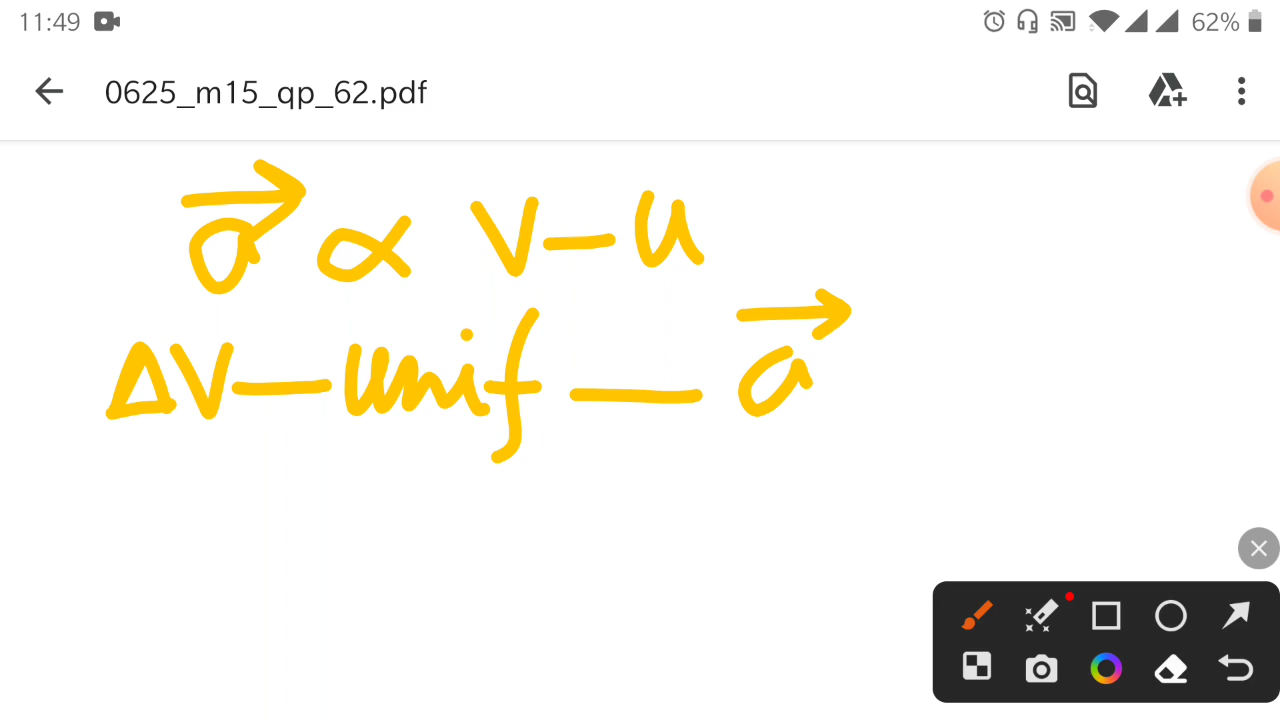 11:49 62%
0625_m15_qp_62.pdf
a ∝ V-u
ΔV-unif-a